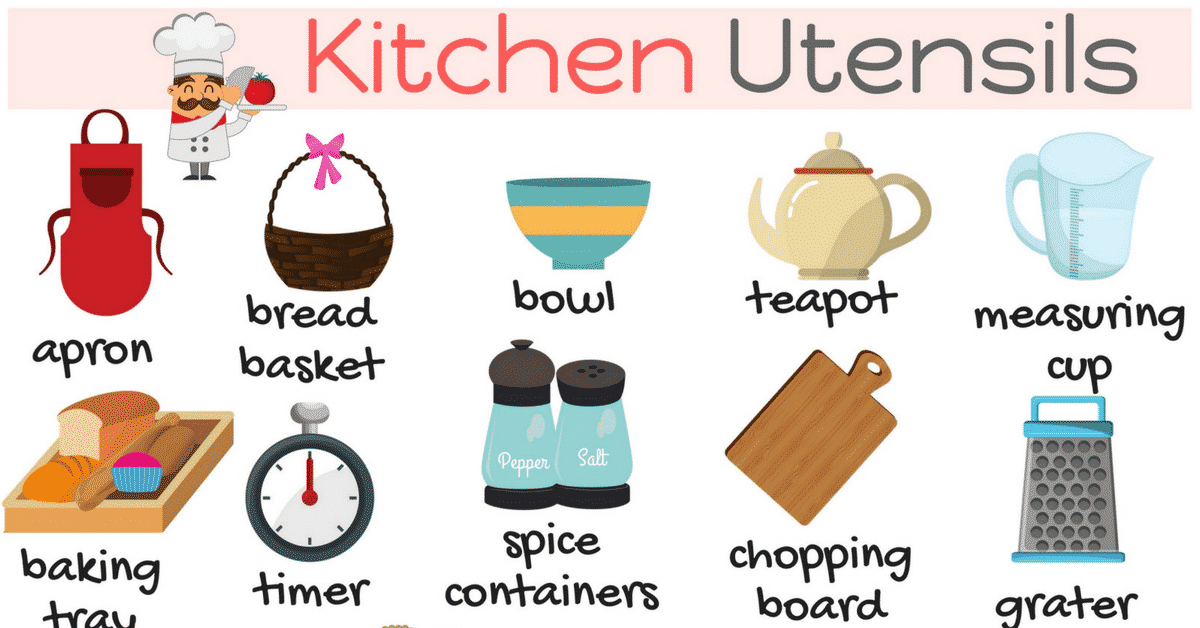 Kitchen Utensils
apron
bread
basket
bowl
teapot
measuring
cup
Pepper
Salt
baking
tray
timer
spice
containers
chopping
board
grater